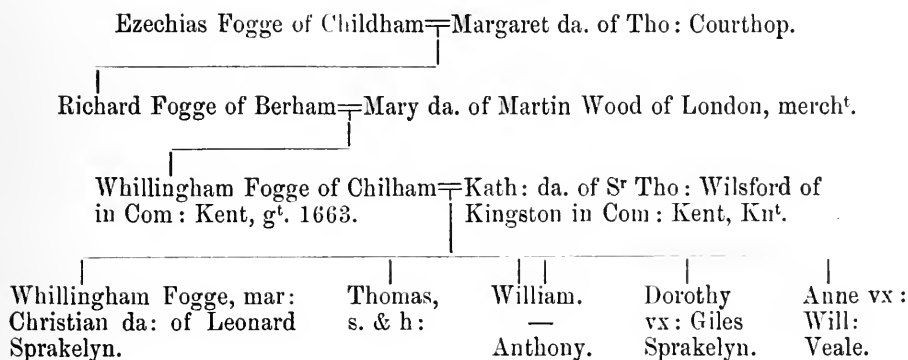 Ezechias Fogge of Childham Margaret da. of Tho: Courthop.
Richard Fogge of Berham Mary da. of Martin Wood of London, mercht.
Whillingham Fogge of Chilham Kath: da. of Sr Tho: Wilsford of
in Com: Kent, gt. 1663. Kingston in Com: Kent, Knt.
Whillingham Fogge, mar: Thomas, William. Dorothy Anne vx:
Christian da: of Leonard s. & h: — vx: Giles Will:
Sprakelyn. Anthony. Sprakelyn. Veale.